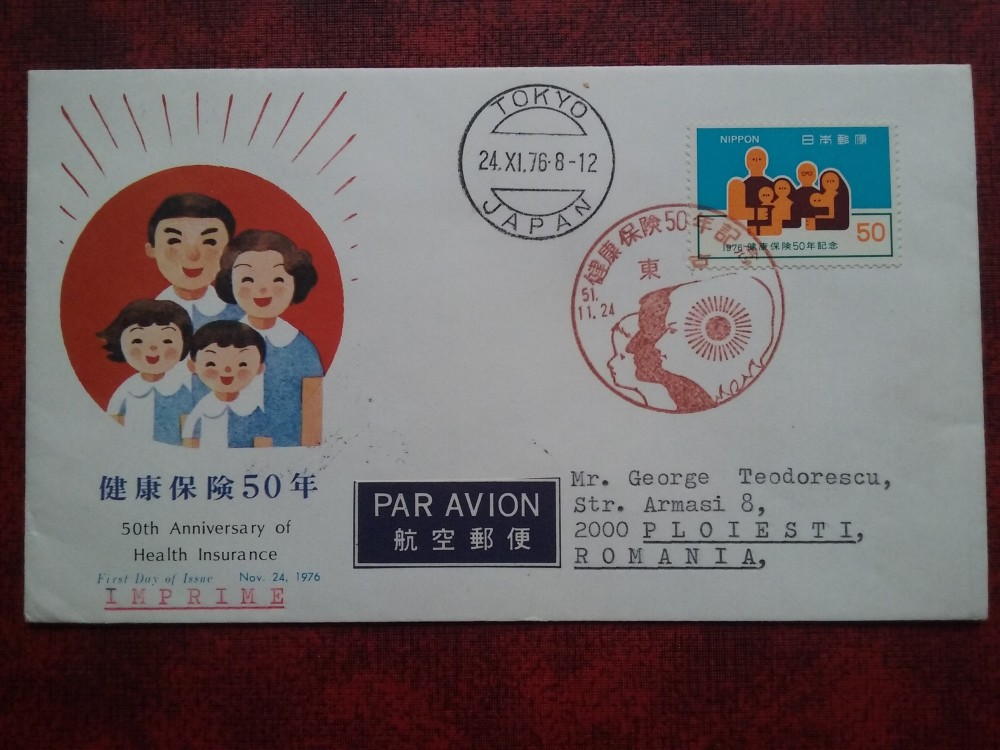 TOKYO
24.XI.76·8-12
JAPAN
NIPPON 日本郵便
50
1976-健康保険50年記念
健康保険50年記念
東京
51.
11.24
健康保険50年
50th Anniversary of
Health Insurance
First Day of Issue Nov. 24, 1976
IMPRIME
PAR AVION
航空郵便
Mr. George Teodorescu,
Str. Armasi 8,
2000 PLOIESTI,
ROMANIA,